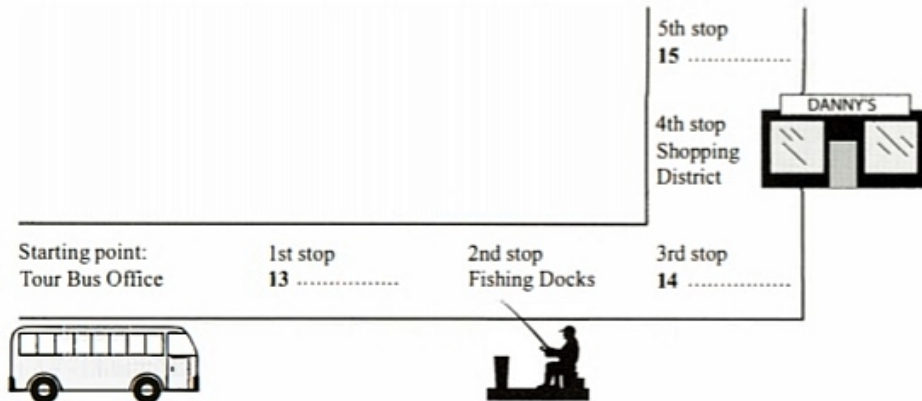 5th stop
15 ....................
DANNY'S
4th stop
Shopping
District
Starting point:
Tour Bus Office
1st stop
13 ....................
2nd stop
Fishing Docks
3rd stop
14 ....................